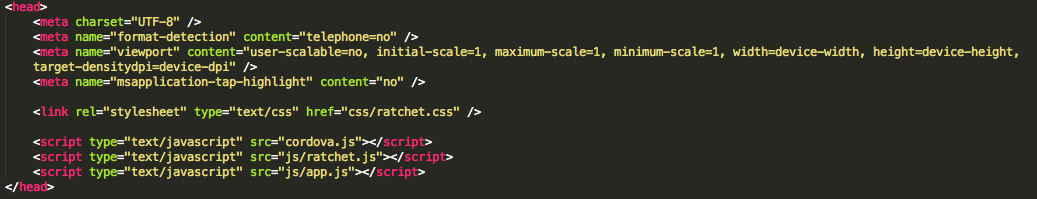 <head>
<meta charset="UTF-8" />
<meta name="format-detection" content="telephone=no" />
<meta name="viewport" content="user-scalable=no, initial-scale=1, maximum-scale=1, minimum-scale=1, width=device-width, height=device-height,
target-densitydpi=device-dpi" />
<meta name="msapplication-tap-highlight" content="no" />
<link rel="stylesheet" type="text/css" href="css/ratchet.css" />
<script type="text/javascript" src="cordova.js"></script>
<script type="text/javascript" src="js/ratchet.js"></script>
<script type="text/javascript" src="js/app.js"></script>
</head>